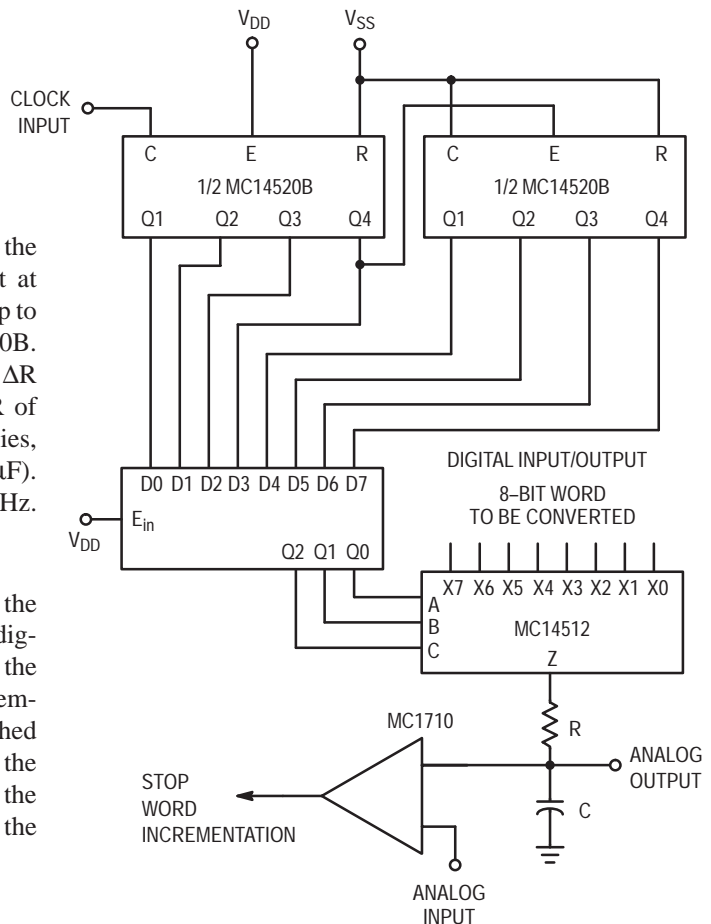 the
t at
p to
0B.
ΔR
R of
ies,
μF).
Hz.
the
dig-
the
em-
hed
the
the
the
VDD
VSS
CLOCK
INPUT
C E R
1/2 MC14520B
Q1 Q2 Q3 Q4
C E R
1/2 MC14520B
Q1 Q2 Q3 Q4
D0 D1 D2 D3 D4 D5 D6 D7
Ein
VDD
Q2 Q1 Q0
DIGITAL INPUT/OUTPUT
8–BIT WORD
TO BE CONVERTED
X7 X6 X5 X4 X3 X2 X1 X0
A
B
C
MC14512
Z
R
MC1710
ANALOG
OUTPUT
STOP
WORD
INCREMENTATION
C
ANALOG
INPUT